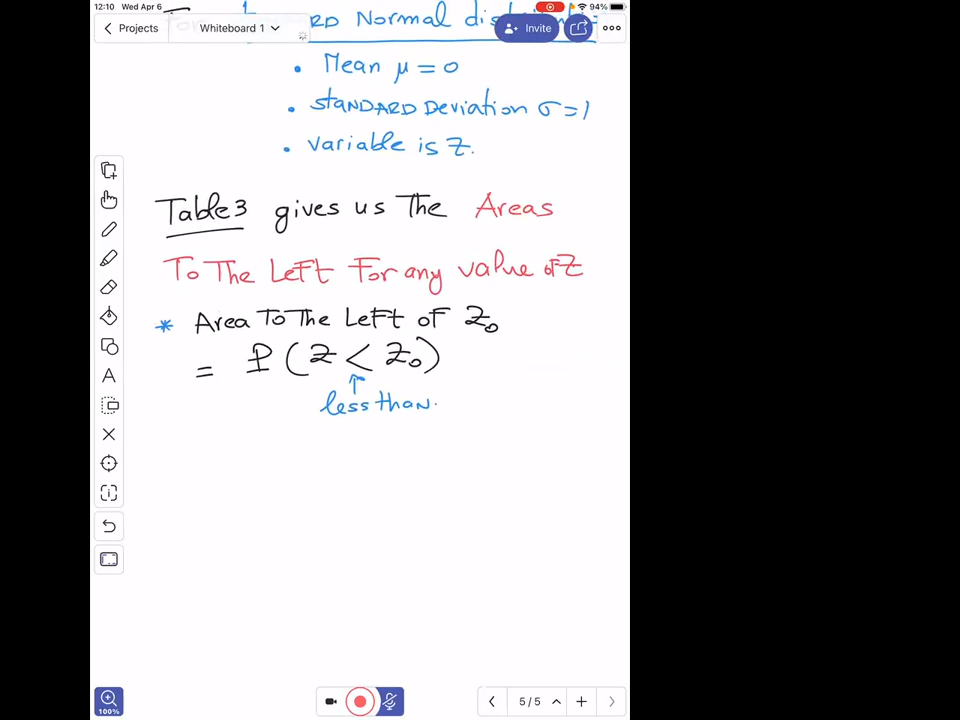 12:10 Wed Apr 6 94%
Projects Whiteboard 1 Invite
Normal
• Mean μ = 0
• STANDARD Deviation σ = 1
• variable is Z.
Table 3 gives us The Areas
To The Left For any value of Z
* Area To The Left of Z₀
= P(Z < Z₀)
↑
less than.
A
100%
5/5